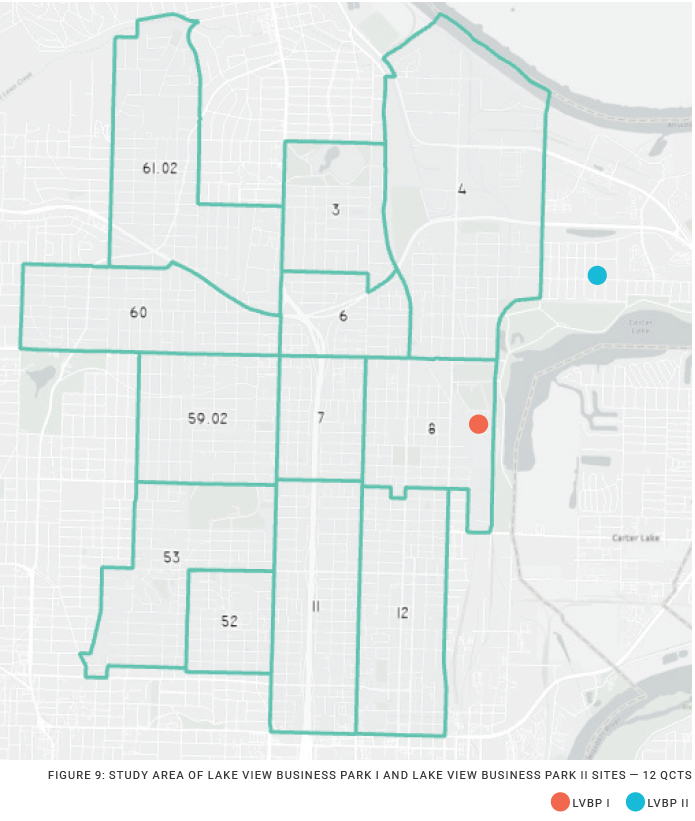 61.02
3
4
60
6
Carter
Lake
59.02
7
8
Carter Lake
53
52
11
12
FIGURE 9: STUDY AREA OF LAKE VIEW BUSINESS PARK I AND LAKE VIEW BUSINESS PARK II SITES — 12 QCTS
LVBP I
LVBP II